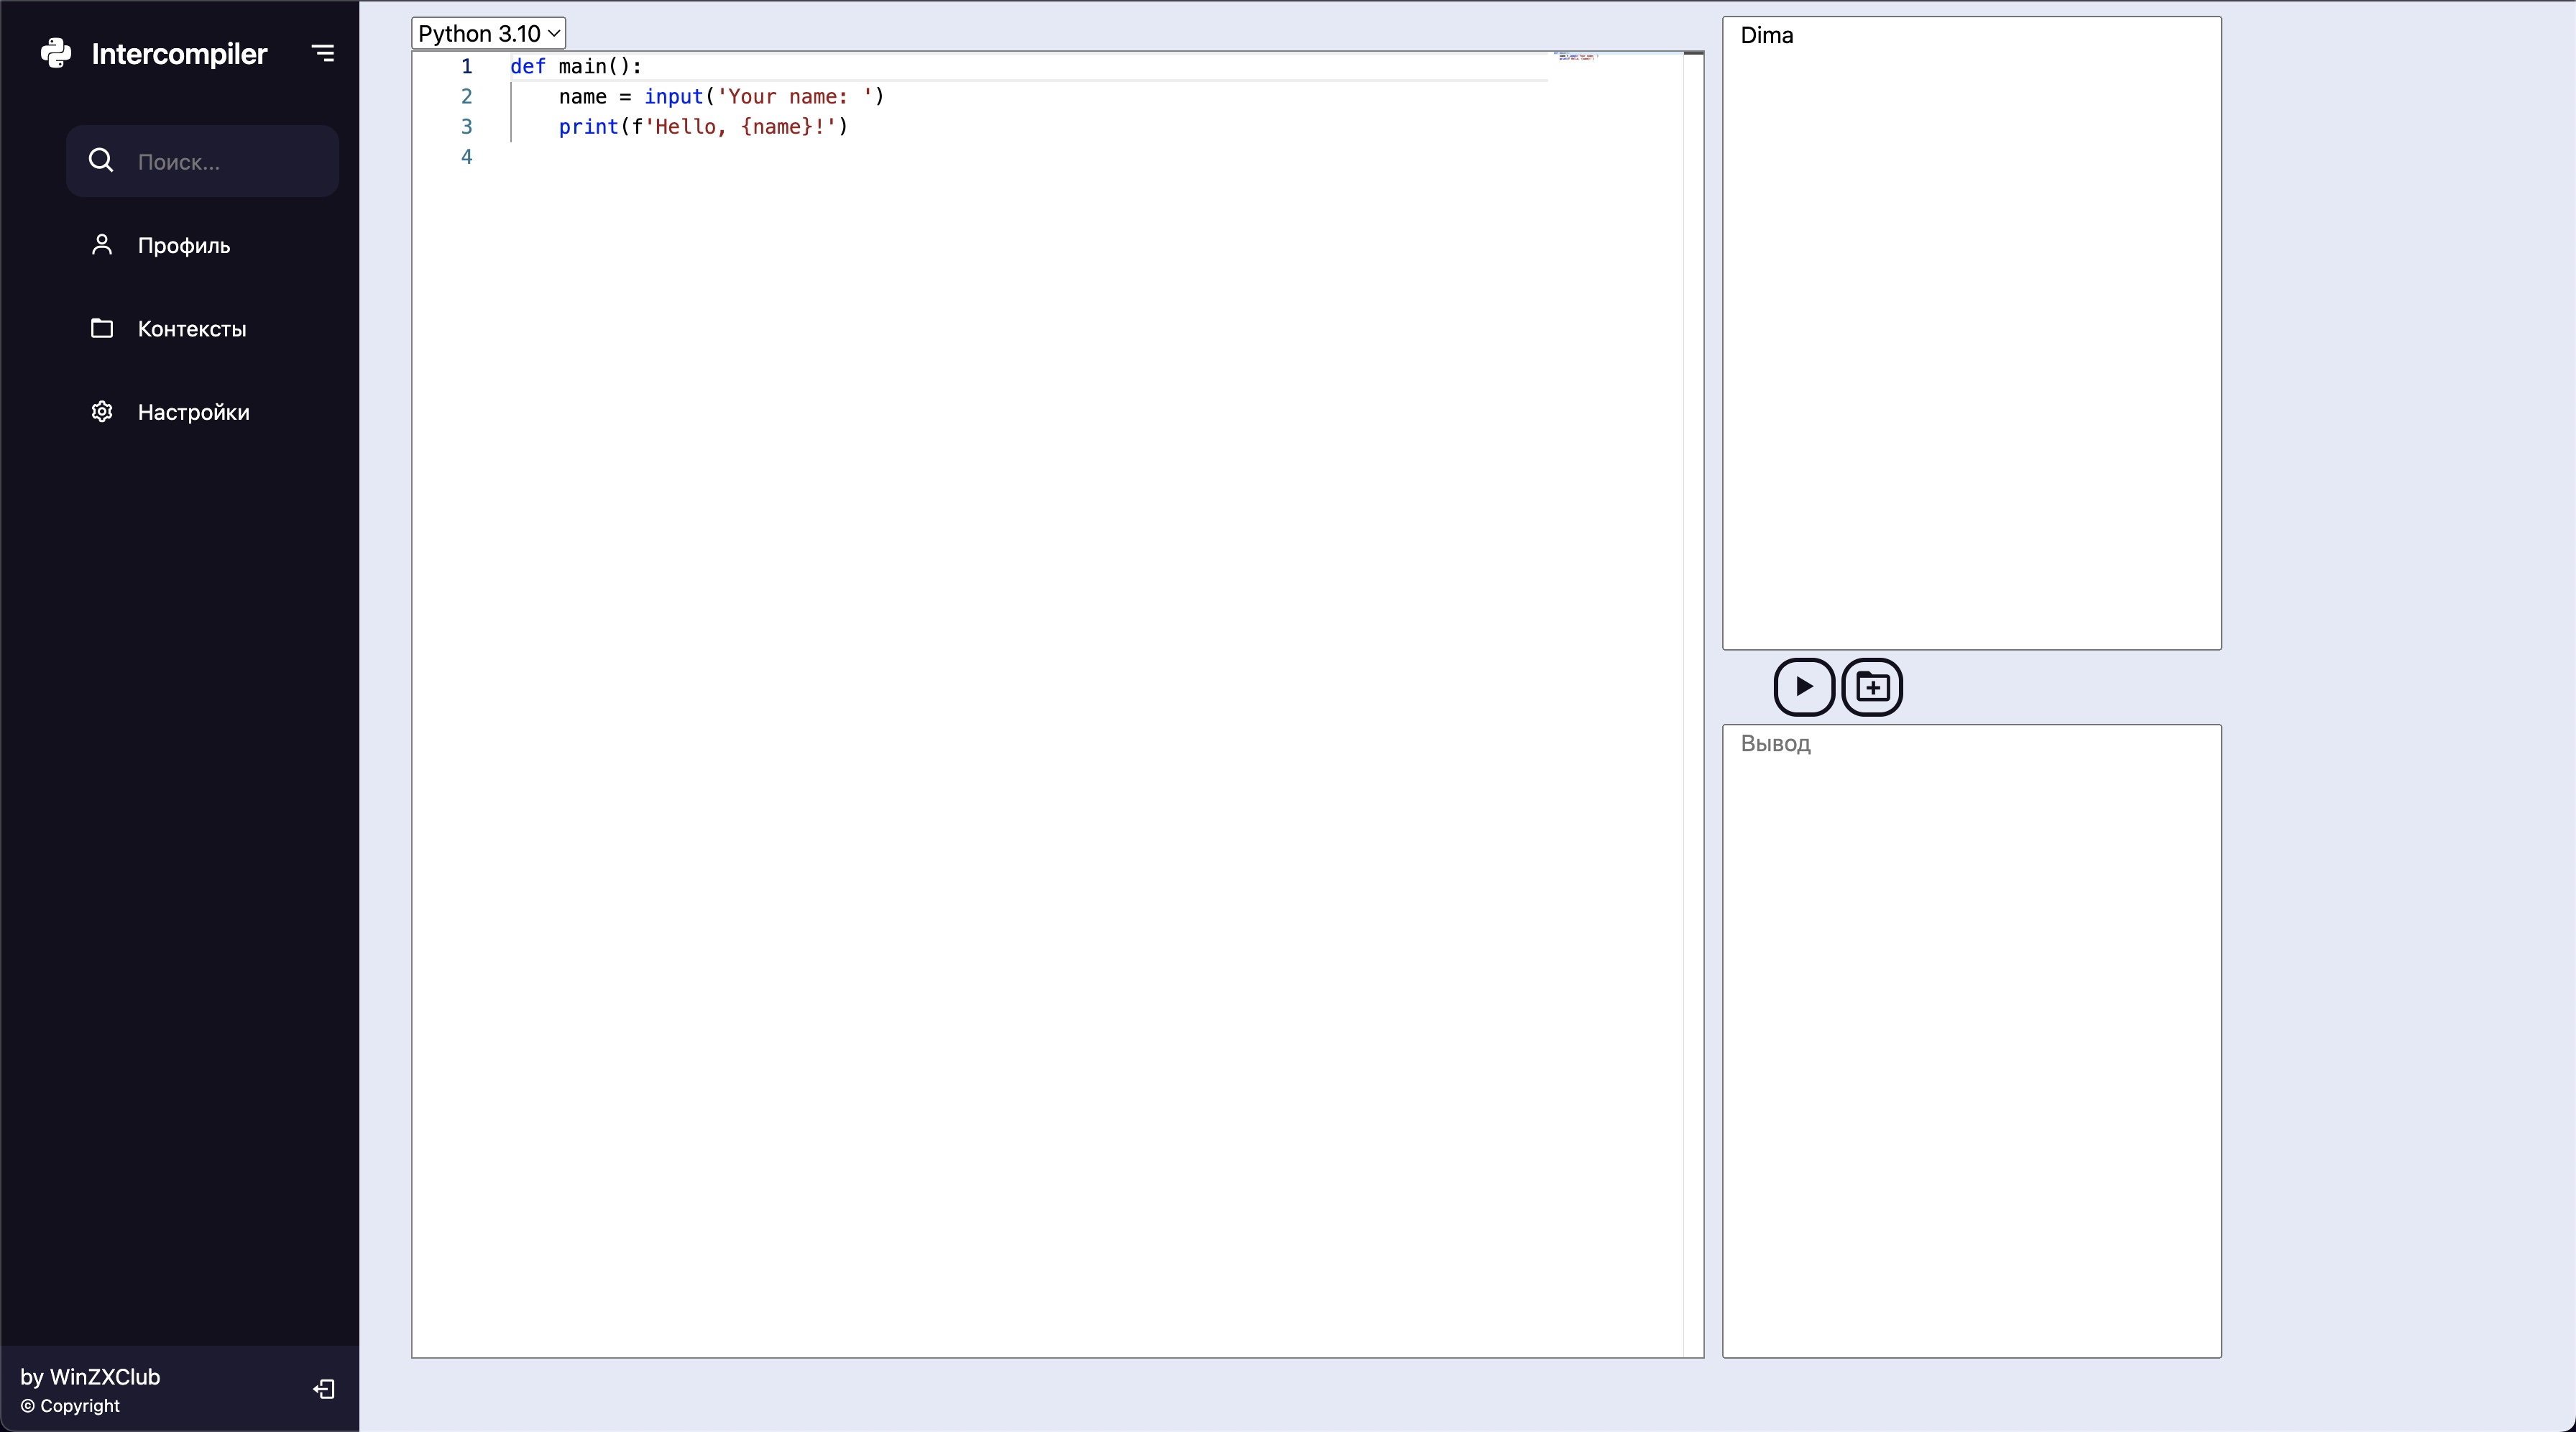 Intercompiler
Поиск...
Профиль
Контексты
Настройки
by WinZXClub
© Copyright
Python 3.10
1 def main():
2     name = input('Your name: ')
3     print(f'Hello, {name}!')
4
Dima
Вывод